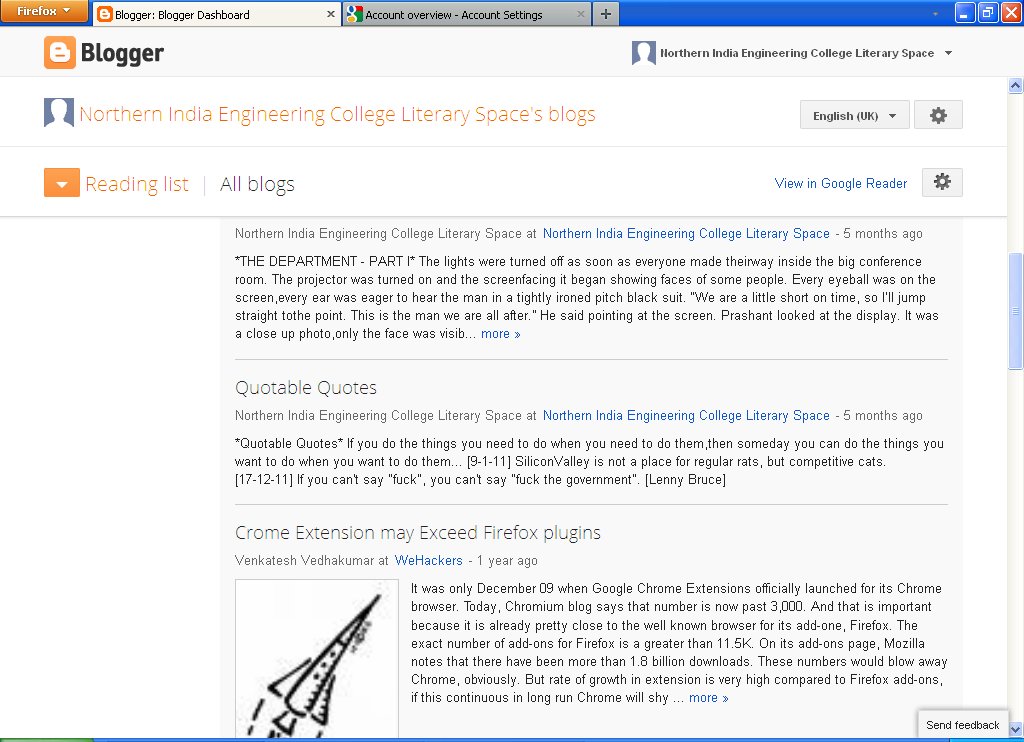 Firefox
Blogger: Blogger Dashboard
Account overview - Account Settings
Blogger
Northern India Engineering College Literary Space
Northern India Engineering College Literary Space's blogs
English (UK)
Reading list
All blogs
View in Google Reader
Northern India Engineering College Literary Space at Northern India Engineering College Literary Space - 5 months ago
*THE DEPARTMENT - PART I* The lights were turned off as soon as everyone made theirway inside the big conference
room. The projector was turned on and the screenfacing it began showing faces of some people. Every eyeball was on the
screen,every ear was eager to hear the man in a tightly ironed pitch black suit. "We are a little short on time, so I'll jump
straight tothe point. This is the man we are all after." He said pointing at the screen. Prashant looked at the display. It was
a close up photo,only the face was visib... more »
Quotable Quotes
Northern India Engineering College Literary Space at Northern India Engineering College Literary Space - 5 months ago
*Quotable Quotes* If you do the things you need to do when you need to do them,then someday you can do the things you
want to do when you want to do them... [9-1-11] SiliconValley is not a place for regular rats, but competitive cats.
[17-12-11] If you can't say "fuck", you can't say "fuck the government". [Lenny Bruce]
Crome Extension may Exceed Firefox plugins
Venkatesh Vedhakumar at WeHackers - 1 year ago
It was only December 09 when Google Chrome Extensions officially launched for its Chrome
browser. Today, Chromium blog says that number is now past 3,000. And that is important
because it is already pretty close to the well known browser for its add-one, Firefox. The
exact number of add-ons for Firefox is a greater than 11.5K. On its add-ons page, Mozilla
notes that there have been more than 1.8 billion downloads. These numbers would blow away
Chrome, obviously. But rate of growth in extension is very high compared to Firefox add-ons,
if this continuous in long run Chrome will shy ... more »
Send feedback